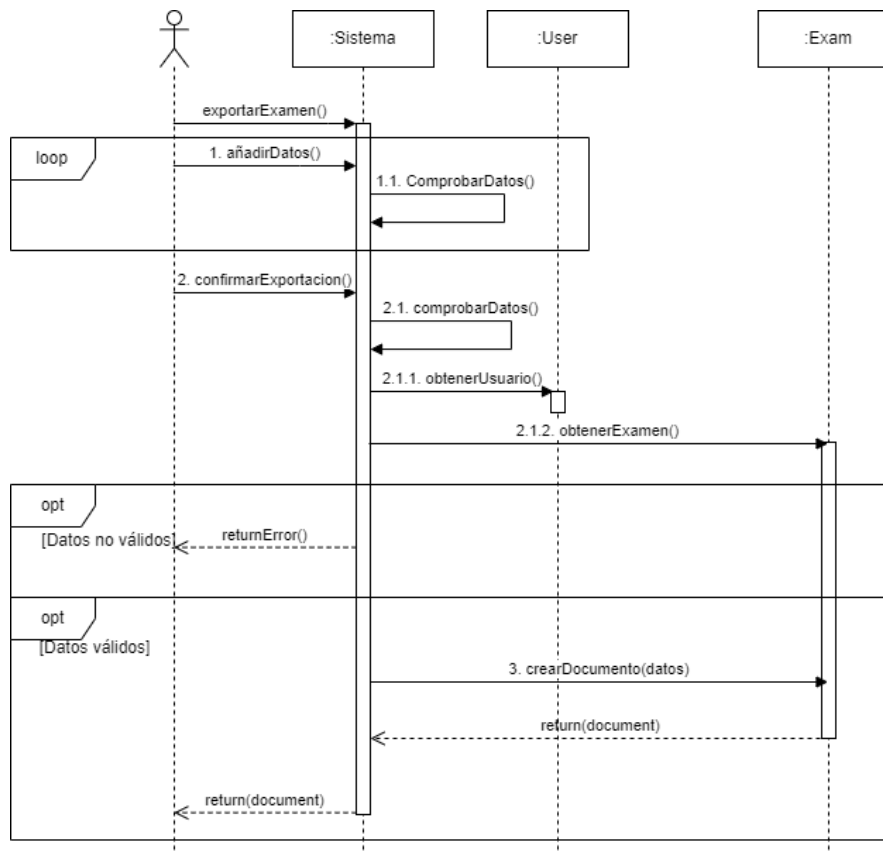 :Sistema
:User
:Exam
exportarExamen()
loop
1. añadirDatos()
1.1. ComprobarDatos()
2. confirmarExportacion()
2.1. comprobarDatos()
2.1.1. obtenerUsuario()
2.1.2. obtenerExamen()
opt
[Datos no válidos]
returnError()
opt
[Datos válidos]
3. crearDocumento(datos)
return(document)
return(document)